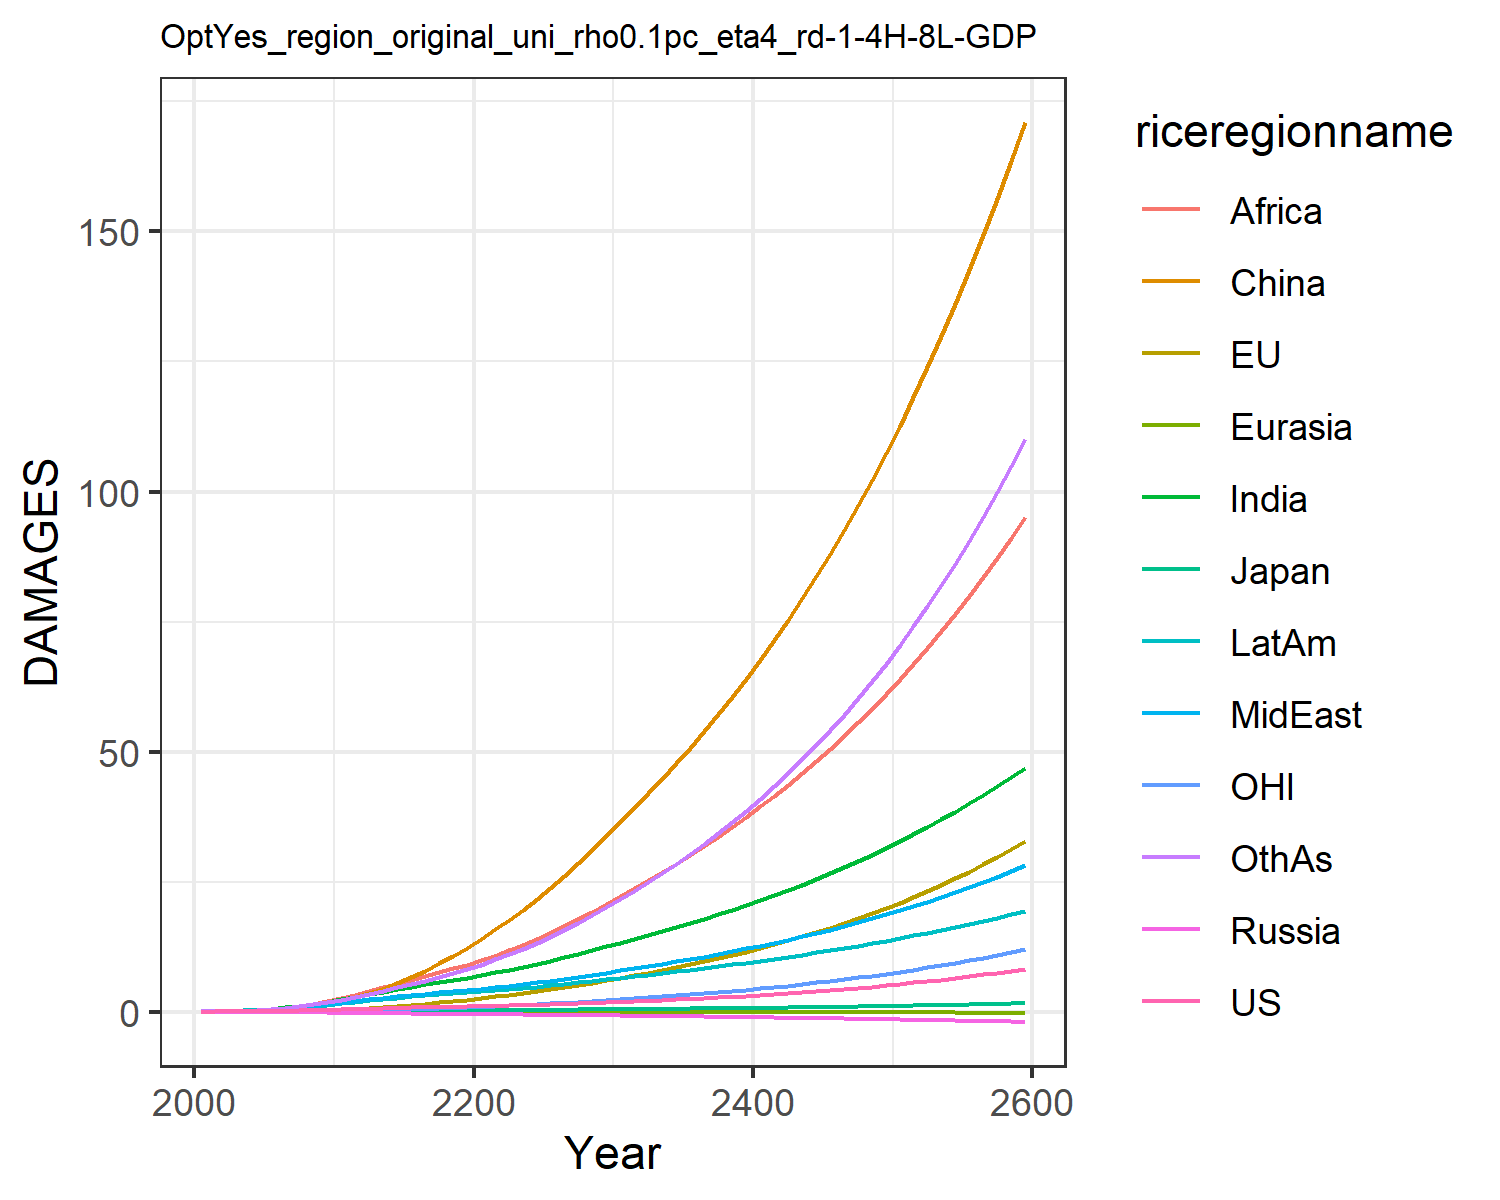 OptYes_region_original_uni_rho0.1pc_eta4_rd-1-4H-8L-GDP
riceregionname
Africa
China
EU
Eurasia
India
Japan
LatAm
MidEast
OHI
OthAs
Russia
US
DAMAGES
150
100
50
0
2000
2200
2400
2600
Year